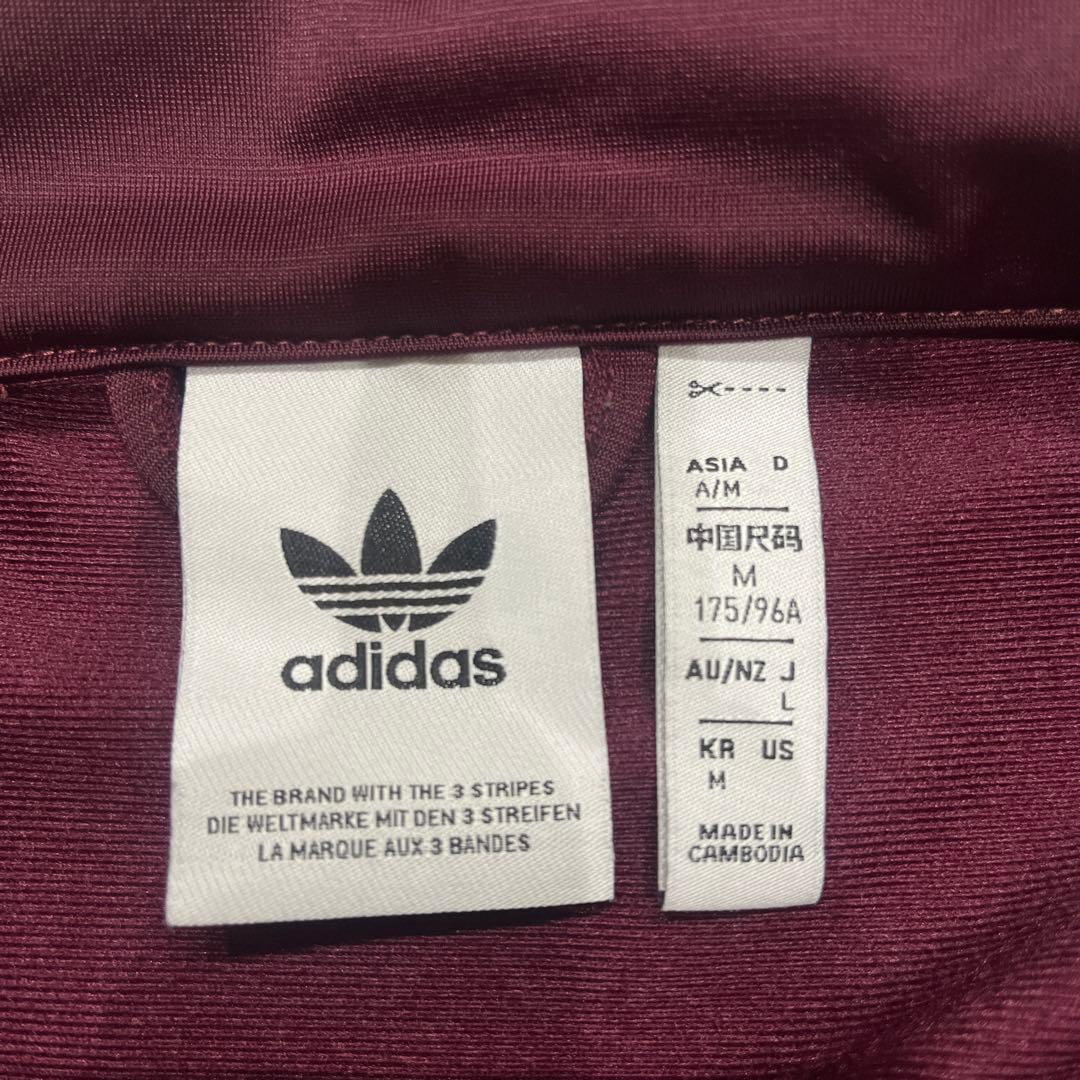 adidas
THE BRAND WITH THE 3 STRIPES
DIE WELTMARKE MIT DEN 3 STREIFEN
LA MARQUE AUX 3 BANDES
ASIA D
A/M
中国尺码
M
175/96A
AU/NZ J
L
KR US
M
MADE IN
CAMBODIA